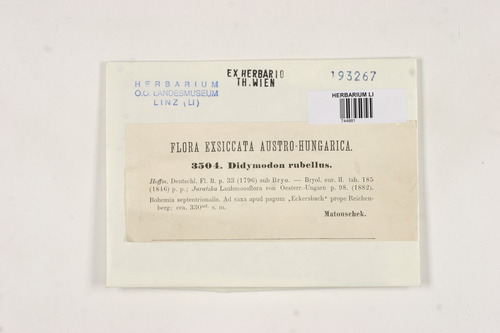 HERBARIUM
O.Ö. LANDESMUSEUM
LINZ (LI)
EX HERBARIO
TH. WIEN
193267
HERBARIUM LI
744881
FLORA EXSICCATA AUSTRO-HUNGARICA.
3504. Didymodon rubellus.
Hoffm. Deutschl. Fl. II. p. 33 (1796) sub Bryo. — Bryol. eur. II. tab. 185
(1846) p. p.; Juratzka Laubmoosflora von Oesterr.-Ungarn p. 98. (1882).
Bohemia septentrionalis. Ad saxa apud pagum „Eckersbach“ prope Reichen-
berg; cca. 330 s. m.
Matouschek.